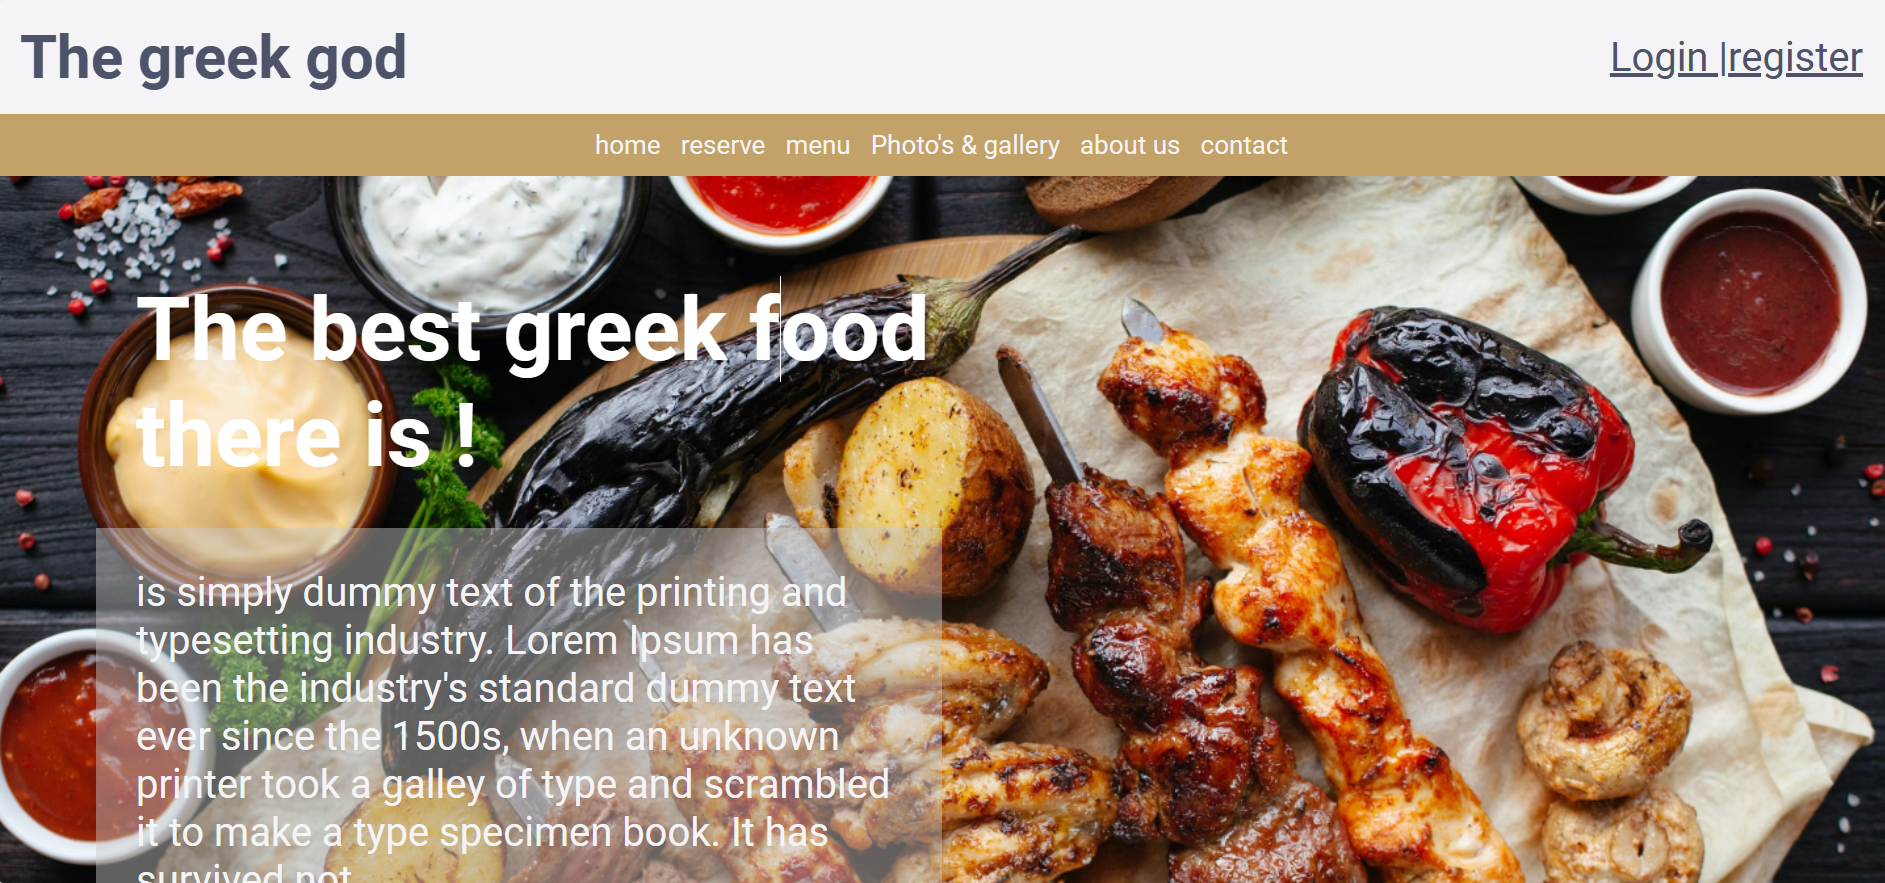 The greek god
Login |register
home reserve menu Photo's & gallery about us contact
The best greek food
there is !
is simply dummy text of the printing and
typesetting industry. Lorem Ipsum has
been the industry's standard dummy text
ever since the 1500s, when an unknown
printer took a galley of type and scrambled
it to make a type specimen book. It has
survived not